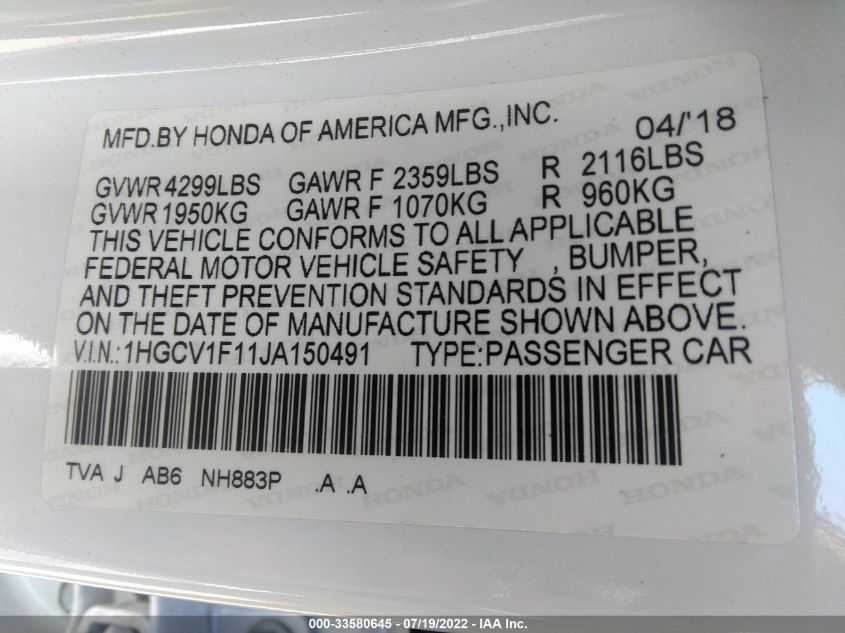 MFD.BY HONDA OF AMERICA MFG.,INC. 04/'18
GVWR 4299LBS GAWR F 2359LBS R 2116LBS
GVWR 1950KG GAWR F 1070KG R 960KG
THIS VEHICLE CONFORMS TO ALL APPLICABLE
FEDERAL MOTOR VEHICLE SAFETY , BUMPER,
AND THEFT PREVENTION STANDARDS IN EFFECT
ON THE DATE OF MANUFACTURE SHOWN ABOVE.
V.I.N.:1HGCV1F11JA150491 TYPE:PASSENGER CAR
TVA J AB6 NH883P .A .A
000-33580645 - 07/19/2022 - IAA Inc.